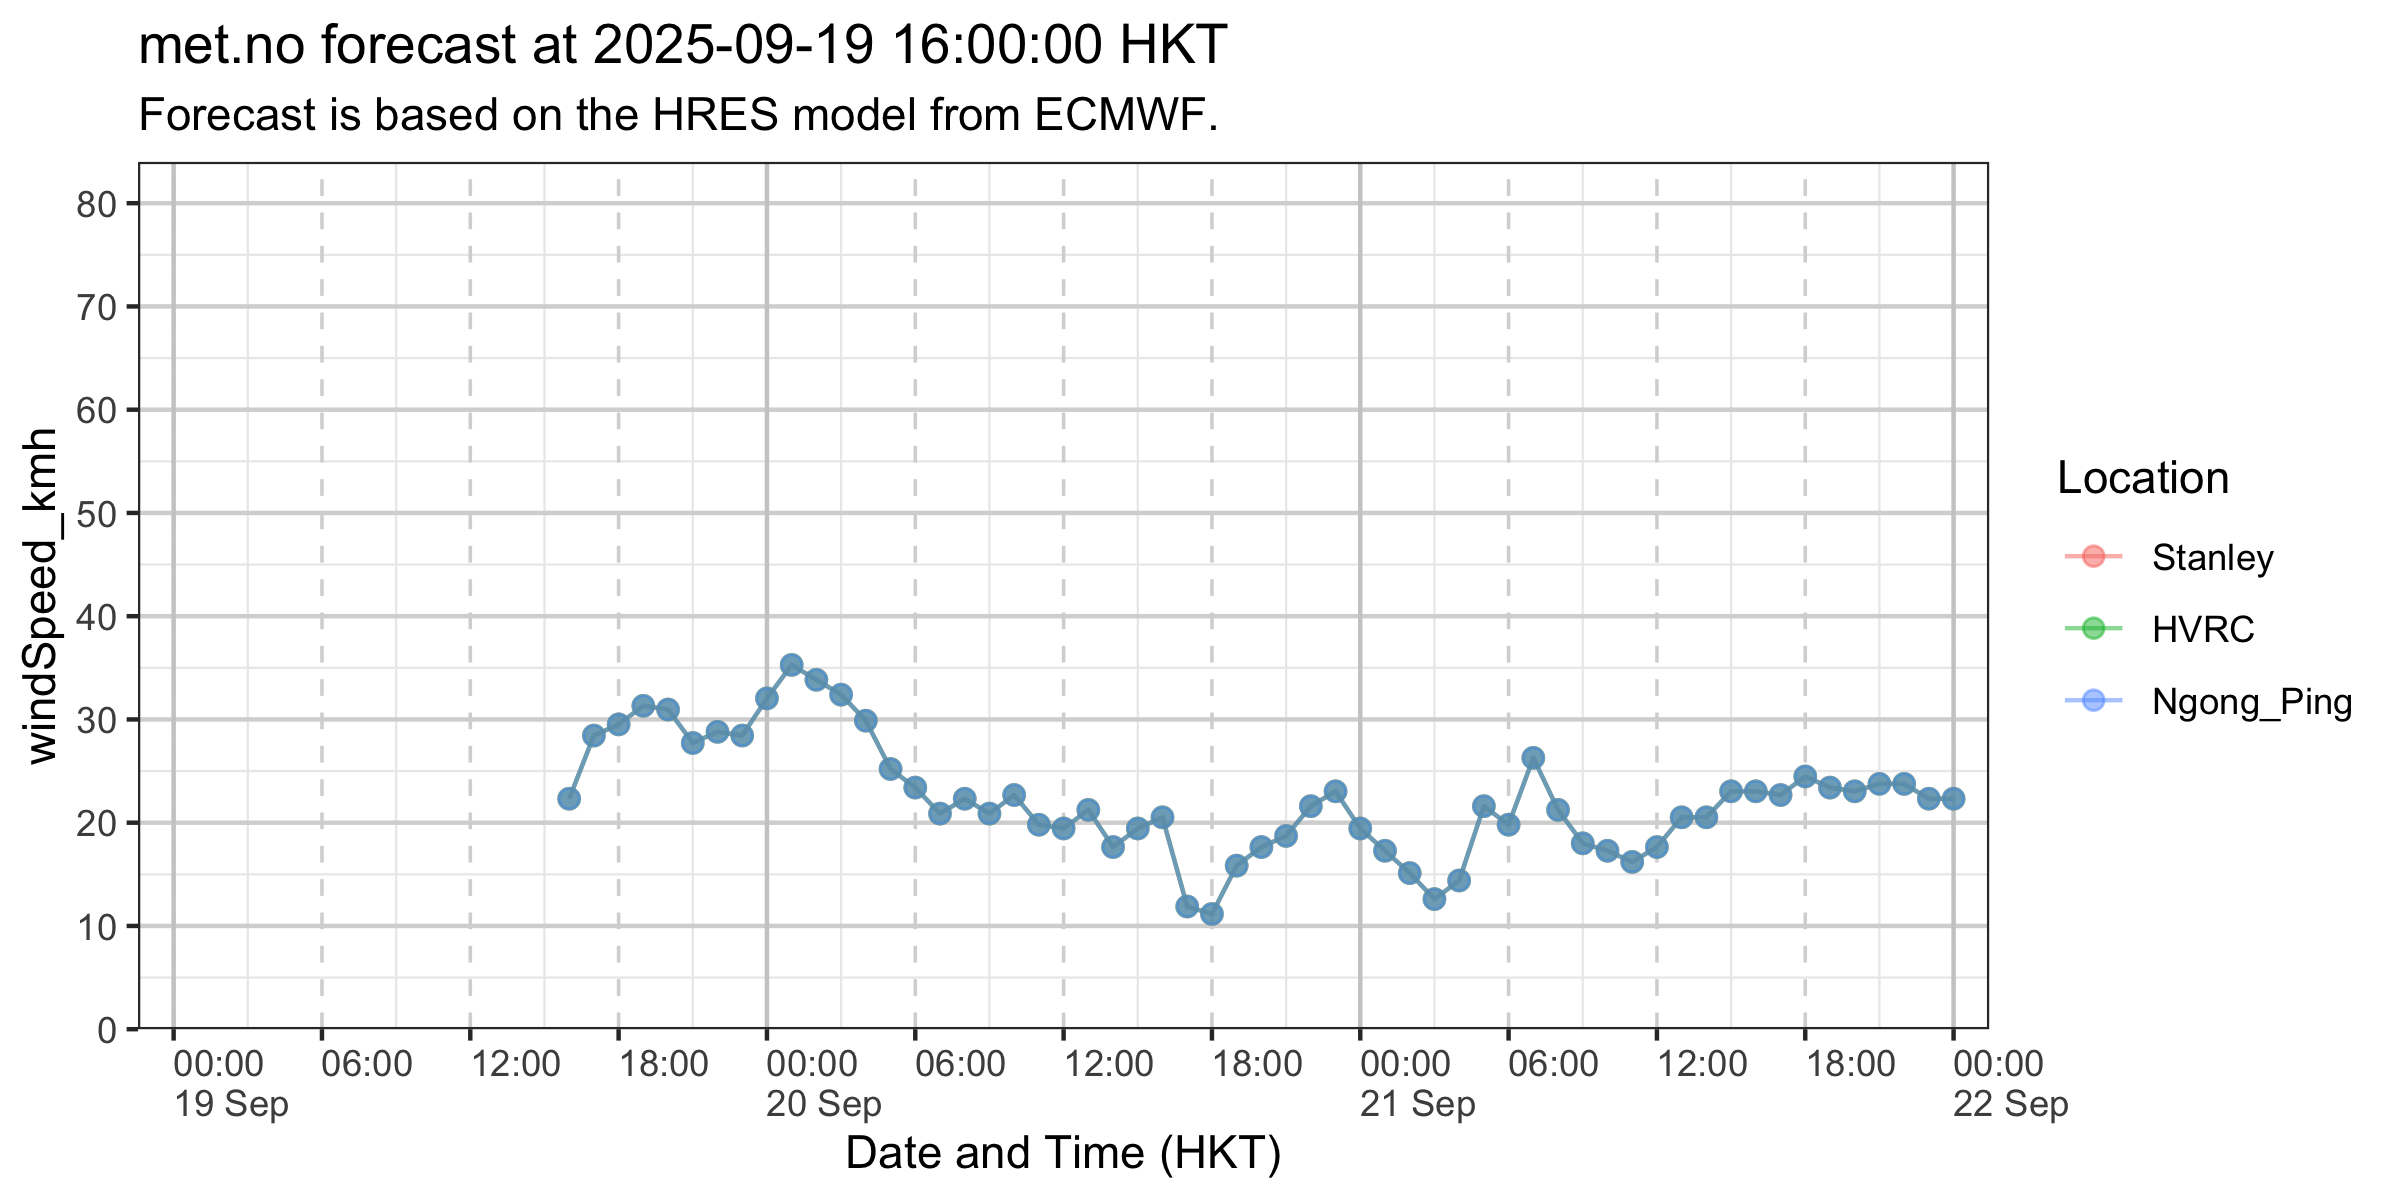 met.no forecast at 2025-09-19 16:00:00 HKT
Forecast is based on the HRES model from ECMWF.
windSpeed_kmh
80
70
60
50
40
30
20
10
0
00:00 06:00 12:00 18:00 00:00 06:00 12:00 18:00 00:00 06:00 12:00 18:00 00:00
19 Sep 20 Sep 21 Sep 22 Sep
Date and Time (HKT)
Location
Stanley
HVRC
Ngong_Ping